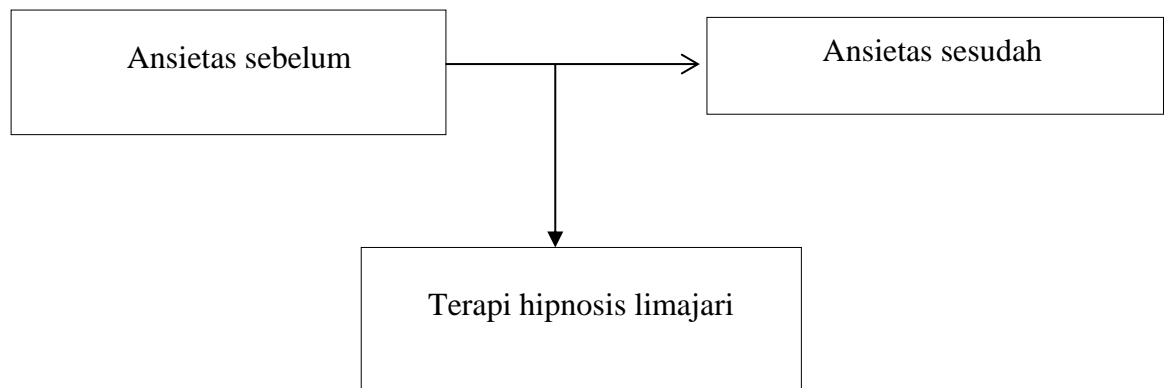 Ansietas sebelum
Ansietas sesudah
Terapi hipnosis limajari